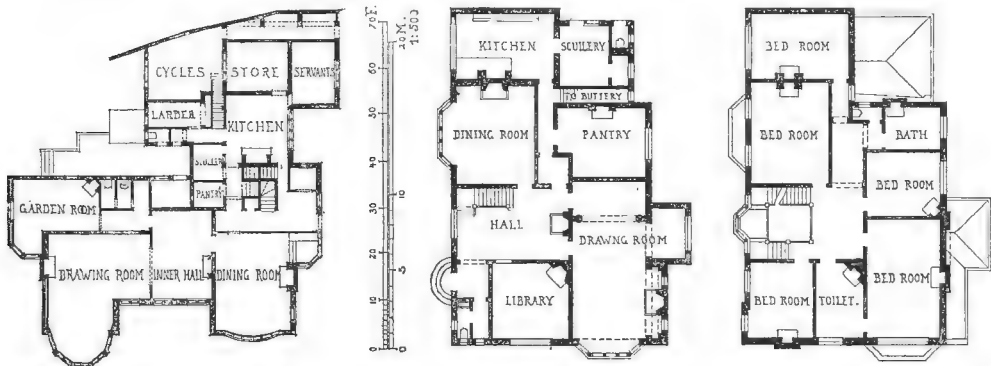 CYCLES
STORE
SERVANTS
LARDER
KITCHEN
SCULLER
PANTRY
GARDEN ROOM
DRAWING ROOM
INNER HALL
DINING ROOM
70 F.
20 M.
1:500
60
50
40
10
30
20
5
10
0
0
KITCHEN
SCULLERY
TO BUTTERY
DINING ROOM
PANTRY
HALL
DRAWNG ROOM
LIBRARY
BED ROOM
BED ROOM
BATH
BED ROOM
BED ROOM
BED ROOM
TOILET.